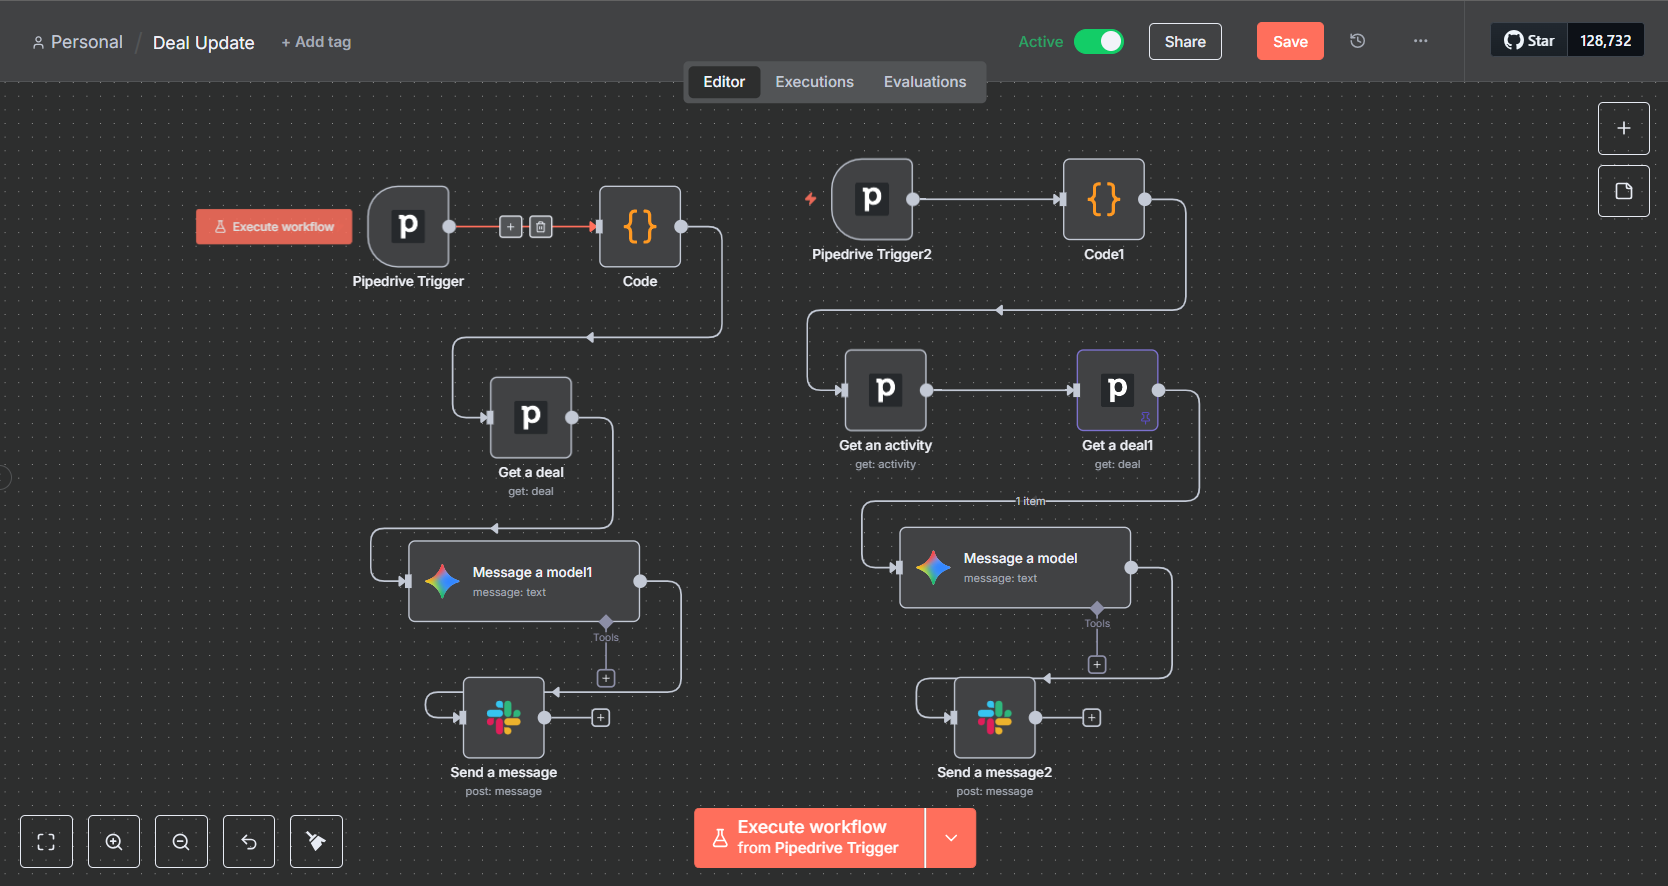 Personal / Deal Update + Add tag
Active Share Save Star 128,732
Editor Executions Evaluations
Execute workflow
Pipedrive Trigger
Code
Pipedrive Trigger2
Code1
Get a deal
get: deal
Get an activity
get: activity
Get a deal1
get: deal
1 item
Message a model1
message: text
Tools
Message a model
message: text
Tools
Send a message
post: message
Send a message2
post: message
Execute workflow
from Pipedrive Trigger